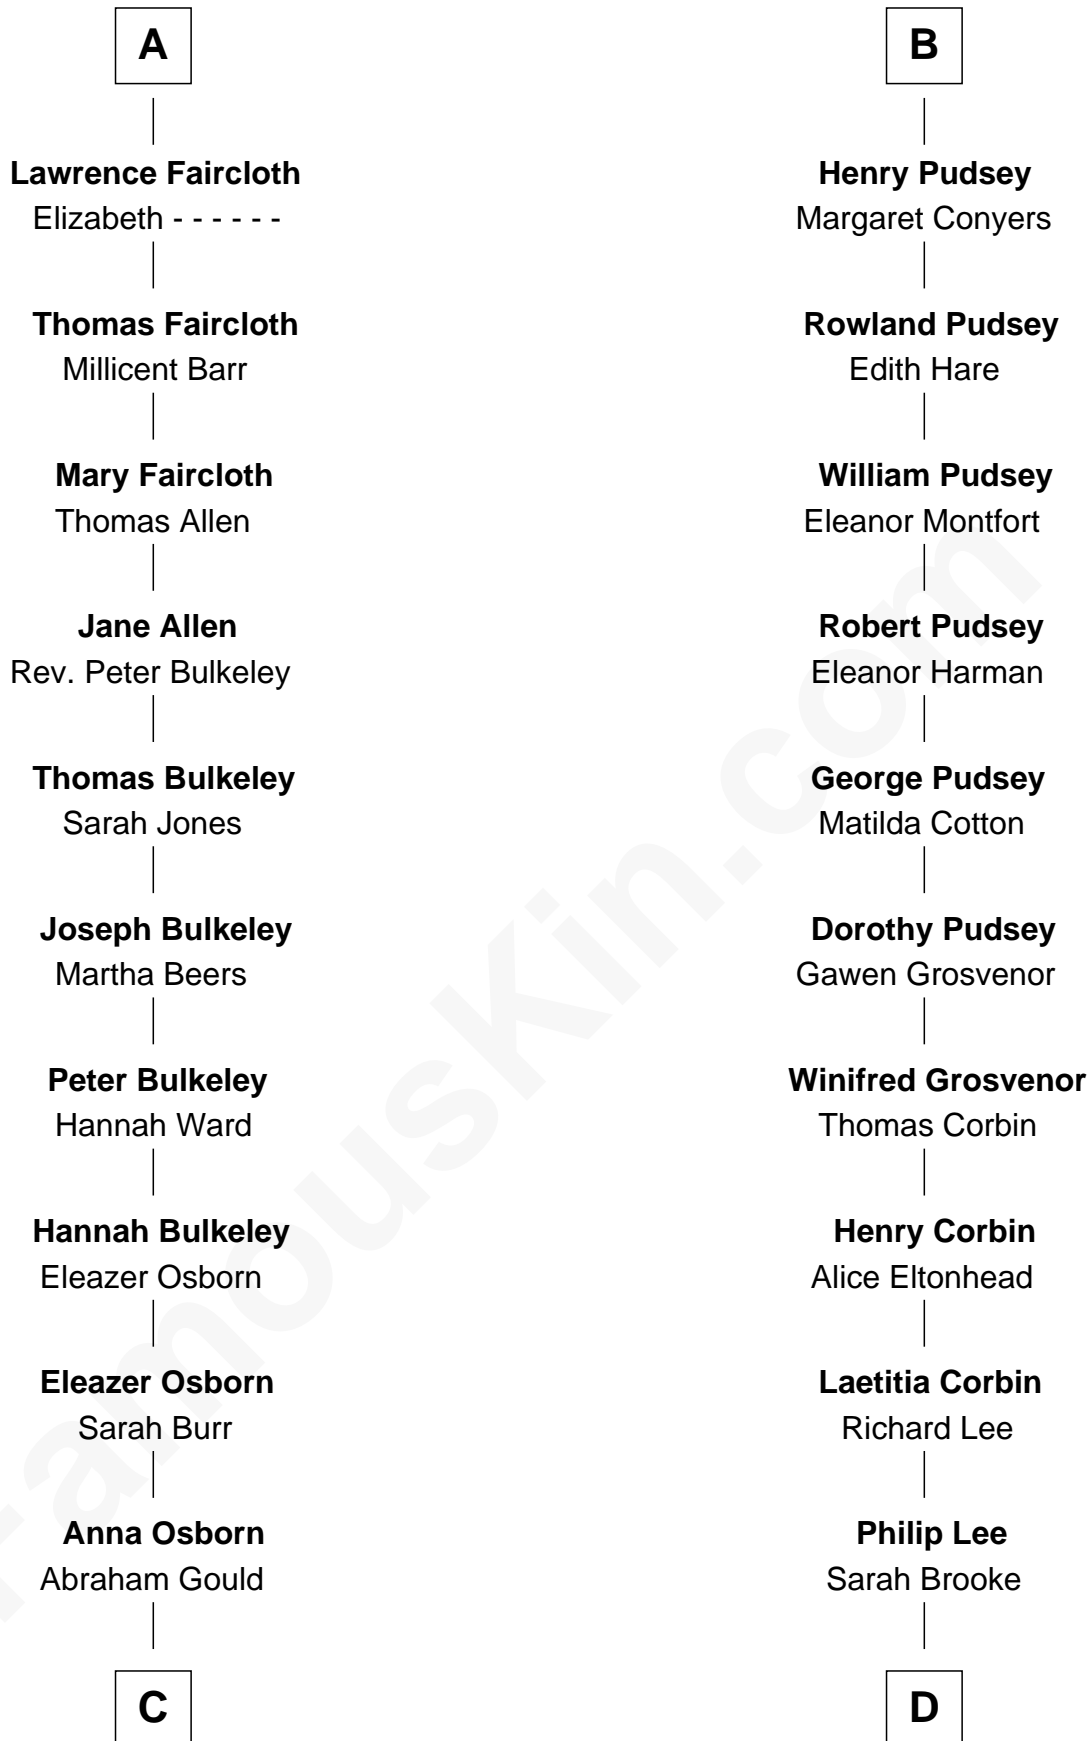 A
Lawrence Faircloth
Elizabeth - - - - - -
Thomas Faircloth
Millicent Barr
Mary Faircloth
Thomas Allen
Jane Allen
Rev. Peter Bulkeley
Thomas Bulkeley
Sarah Jones
Joseph Bulkeley
Martha Beers
Peter Bulkeley
Hannah Ward
Hannah Bulkeley
Eleazer Osborn
Eleazer Osborn
Sarah Burr
Anna Osborn
Abraham Gould
C
B
Henry Pudsey
Margaret Conyers
Rowland Pudsey
Edith Hare
William Pudsey
Eleanor Montfort
Robert Pudsey
Eleanor Harman
George Pudsey
Matilda Cotton
Dorothy Pudsey
Gawen Grosvenor
Winifred Grosvenor
Thomas Corbin
Henry Corbin
Alice Eltonhead
Laetitia Corbin
Richard Lee
Philip Lee
Sarah Brooke
D
FamousKin.com